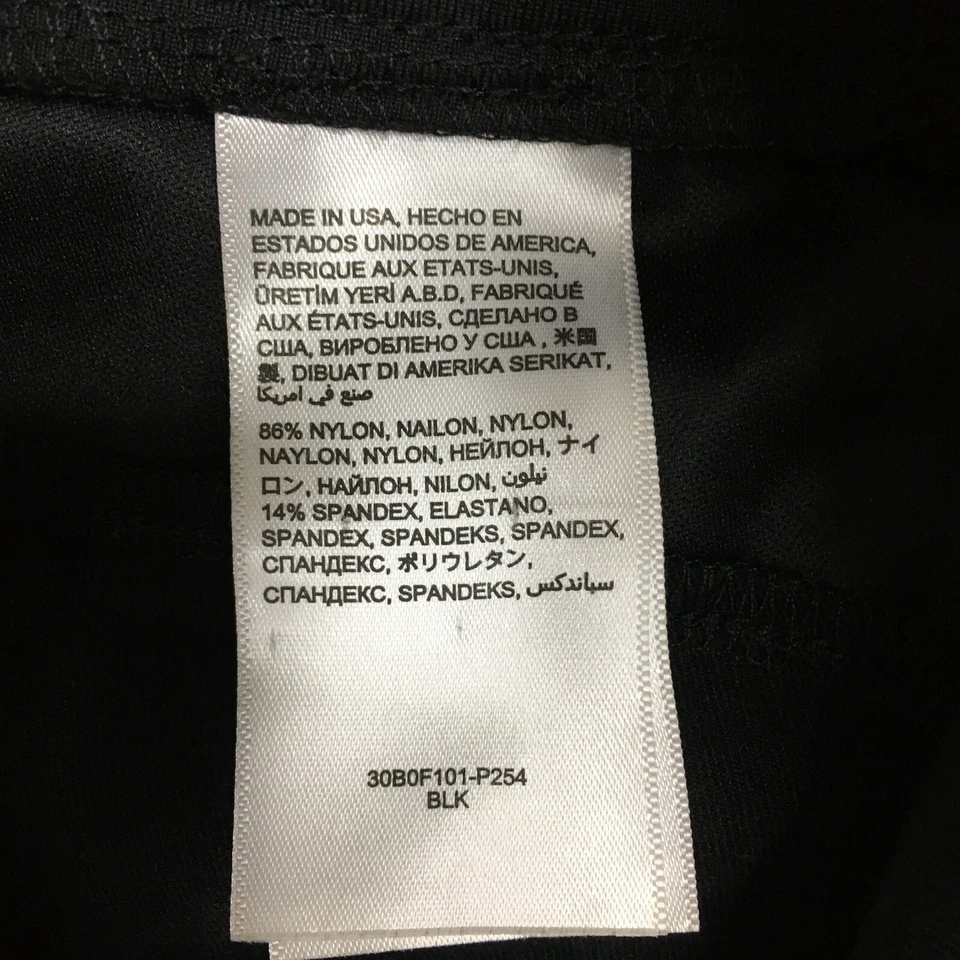 MADE IN USA, HECHO EN
ESTADOS UNIDOS DE AMERICA,
FABRIQUE AUX ETATS-UNIS,
ÜRETİM YERİ A.B.D, FABRIQUÉ
AUX ÉTATS-UNIS, СДЕЛАНО В
США, ВИРОБЛЕНО У США , 米国
製, DIBUAT DI AMERIKA SERIKAT,
صنع في امريكا
86% NYLON, NAILON, NYLON,
NAYLON, NYLON, НЕЙЛОН, ナイ
ロン, НАЙЛОН, NILON, نيلون
14% SPANDEX, ELASTANO,
SPANDEX, SPANDEKS, SPANDEX,
СПАНДЕКС, ポリウレタン,
СПАНДЕКС, SPANDEKS, سباندكس
30B0F101-P254
BLK